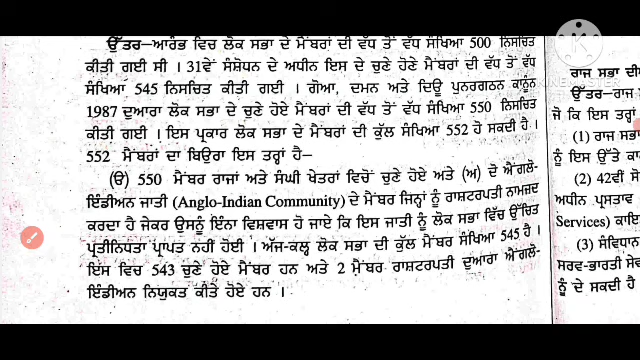 ਉੱਤਰ—ਆਰੰਭ ਵਿਚ ਲੋਕ ਸਭਾ ਦੇ ਮੈਂਬਰਾਂ ਦੀ ਵੱਧ ਤੋਂ ਵੱਧ ਸੰਖਿਆ 500 ਨਿਸਚਿਤ
ਕੀਤੀ ਗਈ ਸੀ । 31ਵੇਂ ਸੰਸ਼ੋਧਨ ਦੇ ਅਧੀਨ ਇਸ ਦੇ ਚੁਣੇ ਹੋਣੇ ਮੈਂਬਰਾਂ ਦੀ ਵੱਧ ਤੋਂ ਵੱਧ
ਸੰਖਿਆ 545 ਨਿਸਚਿਤ ਕੀਤੀ ਗਈ । ਗੋਆ, ਦਮਨ ਅਤੇ ਦਿਊ ਪੁਨਰਗਠਨ ਕਾਨੂੰਨ
1987 ਦੁਆਰਾ ਲੋਕ ਸਭਾ ਦੇ ਚੁਣੇ ਹੋਏ ਮੈਂਬਰਾਂ ਦੀ ਵੱਧ ਤੋਂ ਵੱਧ ਸੰਖਿਆ 550 ਨਿਸਚਿਤ
ਕੀਤੀ ਗਈ । ਇਸ ਪ੍ਰਕਾਰ ਲੋਕ ਸਭਾ ਦੇ ਮੈਂਬਰਾਂ ਦੀ ਕੁੱਲ ਸੰਖਿਆ 552 ਹੋ ਸਕਦੀ ਹੈ ।
552 ਮੈਂਬਰਾਂ ਦਾ ਬਿਉਰਾ ਇਸ ਤਰ੍ਹਾਂ ਹੈ—
(ੳ) 550 ਮੈਂਬਰ ਰਾਜਾਂ ਅਤੇ ਸੰਘੀ ਖੇਤਰਾਂ ਵਿਚੋਂ ਚੁਣੇ ਹੋਏ ਅਤੇ (ਅ) ਦੋ ਐਂਗਲੋ-
ਇੰਡੀਅਨ ਜਾਤੀ (Anglo-Indian Community) ਦੇ ਮੈਂਬਰ ਜਿਨ੍ਹਾਂ ਨੂੰ ਰਾਸ਼ਟਰਪਤੀ ਨਾਮਜ਼ਦ
ਕਰਦਾ ਹੈ ਜੇਕਰ ਉਸਨੂੰ ਇੰਨਾ ਵਿਸ਼ਵਾਸ ਹੋ ਜਾਏ ਕਿ ਇਸ ਜਾਤੀ ਨੂੰ ਲੋਕ ਸਭਾ ਵਿੱਚ ਉੱਚਿਤ
ਪ੍ਰਤੀਨਿਧਤਾ ਪ੍ਰਾਪਤ ਨਹੀਂ ਹੋਈ । ਅੱਜ-ਕਲ੍ਹ ਲੋਕ ਸਭਾ ਦੀ ਕੁੱਲ ਮੈਂਬਰ ਸੰਖਿਆ 545 ਹੈ ।
ਇਸ ਵਿਚ 543 ਚੁਣੇ ਹੋਏ ਮੈਂਬਰ ਹਨ ਅਤੇ 2 ਮੈਂਬਰ ਰਾਸ਼ਟਰਪਤੀ ਦੁਆਰਾ ਐਂਗਲੋ-
ਇੰਡੀਅਨ ਨਿਯੁਕਤ ਕੀਤੇ ਹੋਏ ਹਨ ।
ਰਾਜ ਸਭਾ ਦੀਆਂ
ਉੱਤਰ—ਰਾਜ ਸ
ਜੋ ਕਿ ਇਸ ਤਰ੍ਹਾਂ
(1) ਰਾਜ ਸਭਾ
ਨੂੰ ਇਸ ਉੱਤੇ ਕਾ
(2) 42ਵੀਂ ਸੋ
ਅਧੀਨ ਪ੍ਰਸਤਾਵ
Services) ਕਾਇ
(3) ਸੰਵਿਧਾਨ
ਸਰਵ-ਭਾਰਤੀ ਸੇਵ
ਨੂੰ ਦੇ ਸਕਦੀ ਹੈ